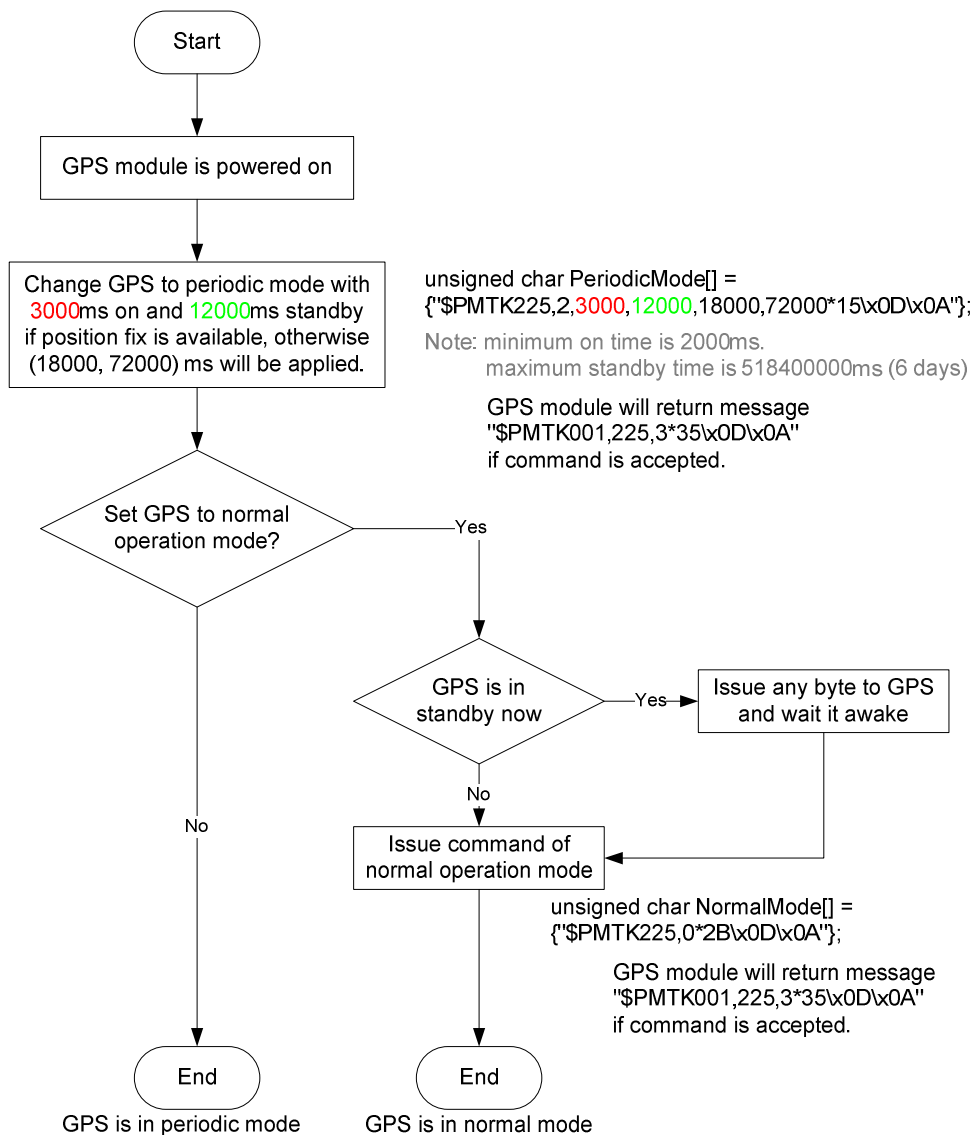 Start
GPS module is powered on
Change GPS to periodic mode with
3000ms on and 12000ms standby
if position fix is available, otherwise
(18000, 72000) ms will be applied.
unsigned char PeriodicMode[] =
{"$PMTK225,2,3000,12000,18000,72000*15\x0D\x0A"};
Note: minimum on time is 2000ms.
maximum standby time is 518400000ms (6 days)
GPS module will return message
"$PMTK001,225,3*35\x0D\x0A"
if command is accepted.
Set GPS to normal
operation mode?
Yes
GPS is in
standby now
Yes
Issue any byte to GPS
and wait it awake
No
No
Issue command of
normal operation mode
unsigned char NormalMode[] =
{"$PMTK225,0*2B\x0D\x0A"};
GPS module will return message
"$PMTK001,225,3*35\x0D\x0A"
if command is accepted.
End
GPS is in periodic mode
End
GPS is in normal mode